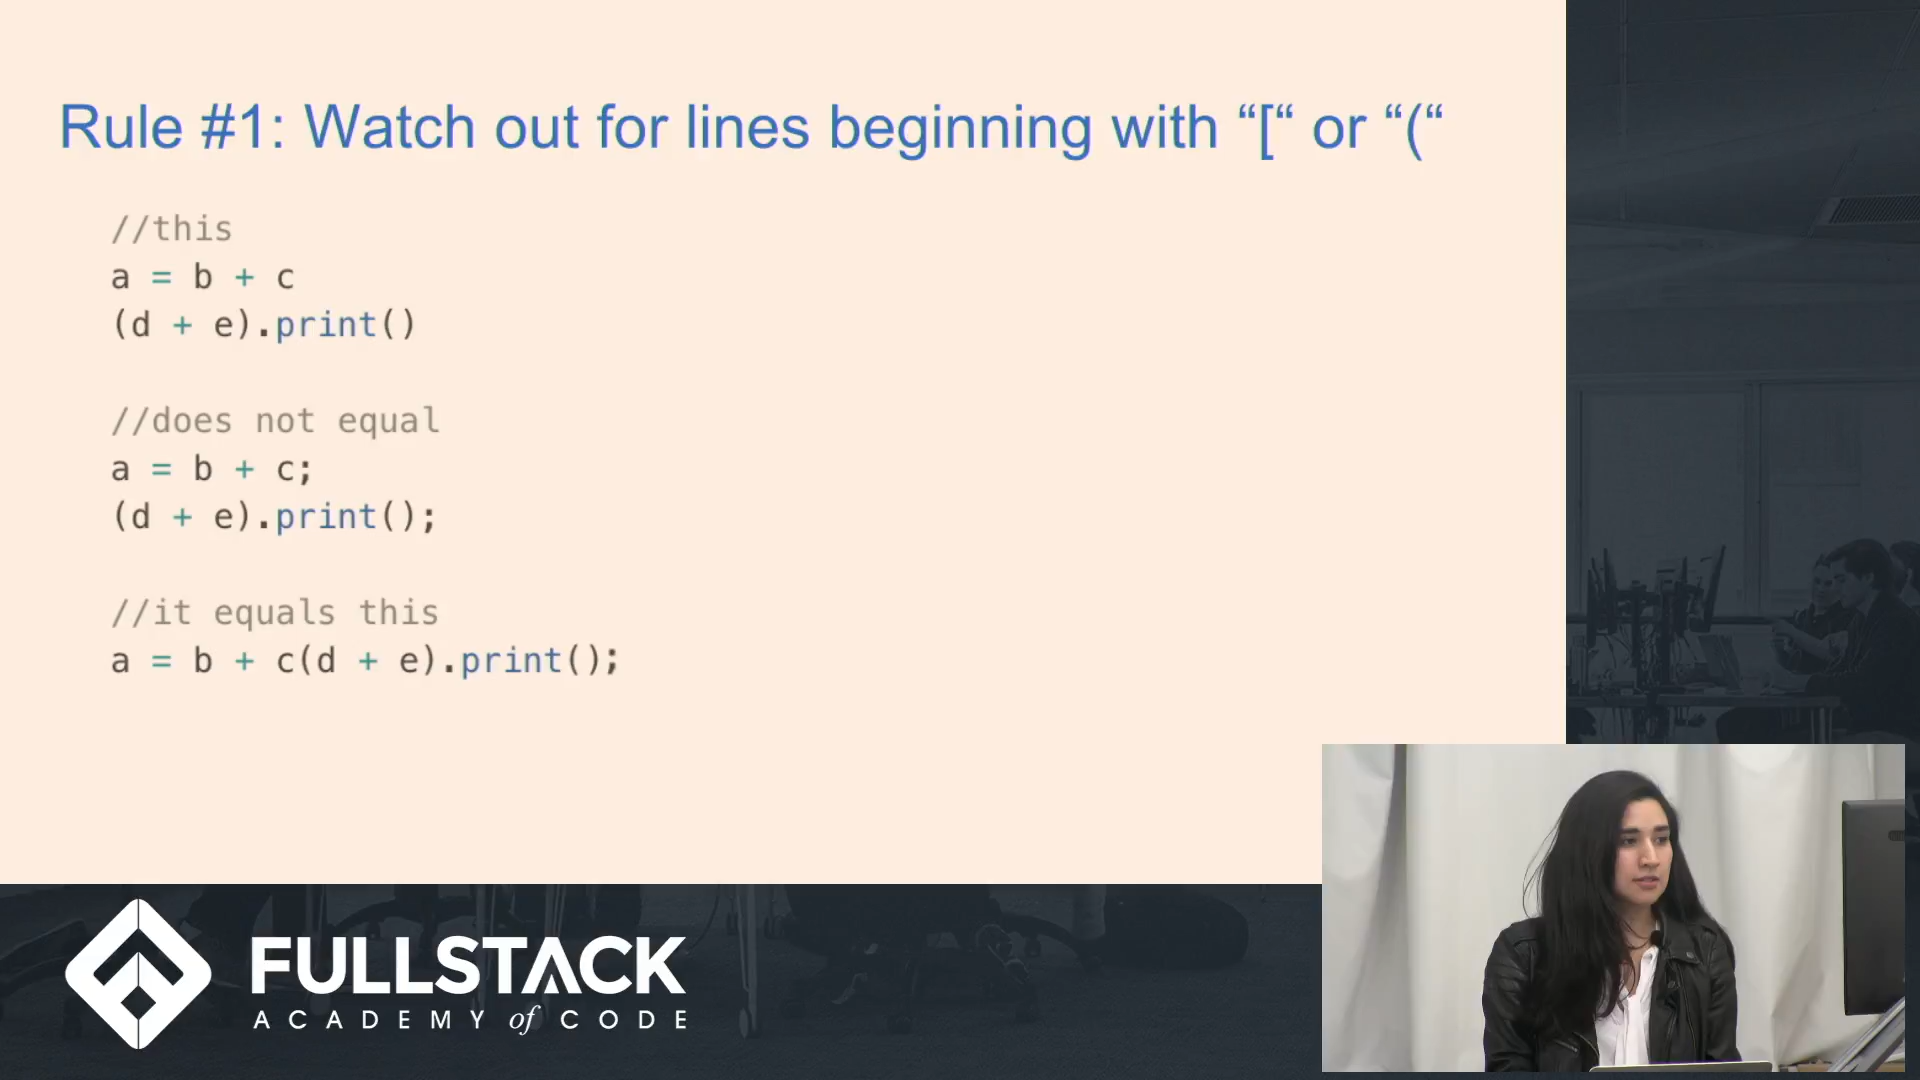 Rule #1: Watch out for lines beginning with “[“ or “(“
//this
a = b + c
(d + e).print()
//does not equal
a = b + c;
(d + e).print();
//it equals this
a = b + c(d + e).print();
FULLSTACK
ACADEMY of CODE